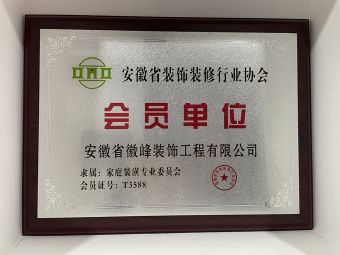 安徽省装饰装修行业协会
会员单位
安徽省徽峰装饰工程有限公司
隶属：家庭装潢专业委员会
会员证号：T3588